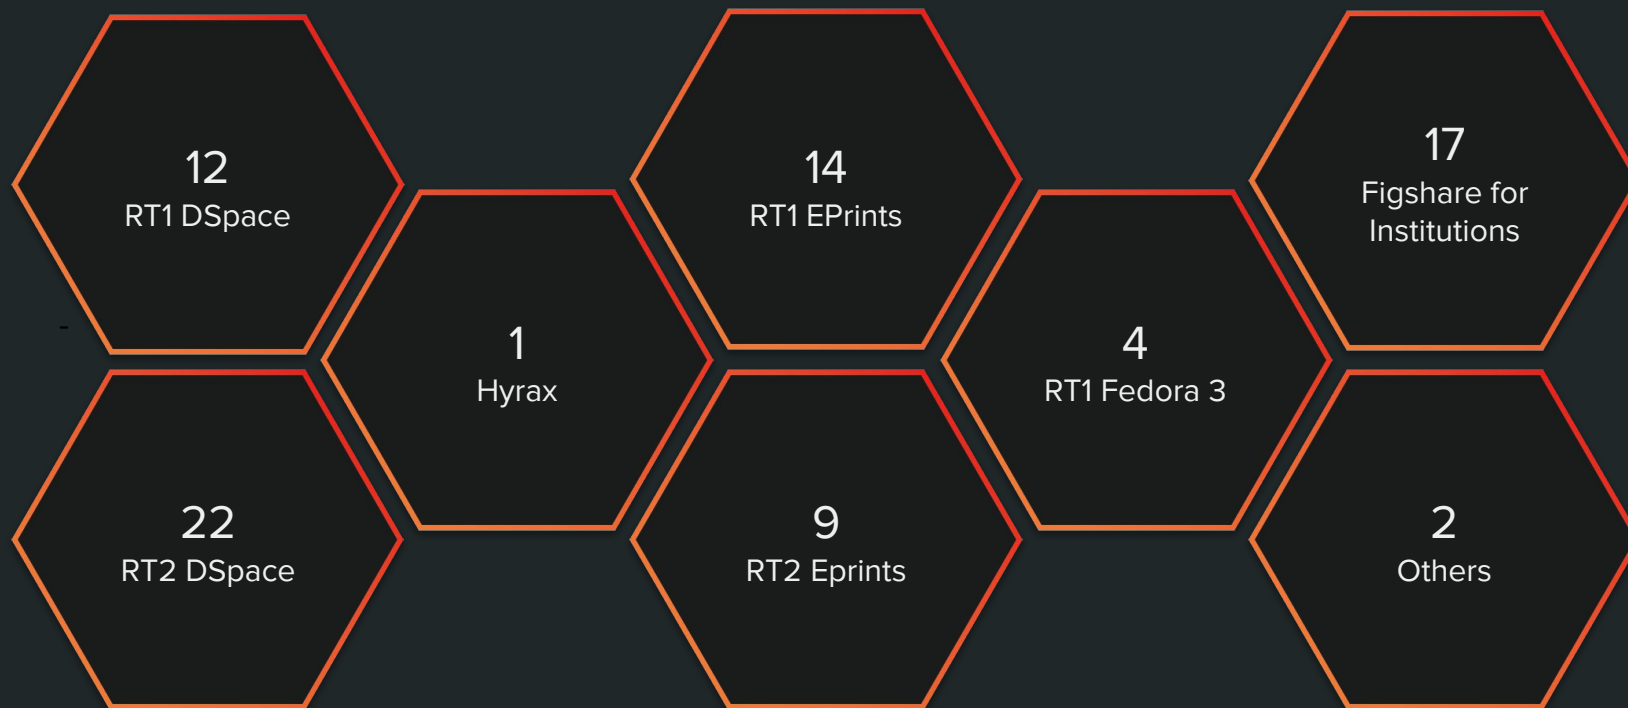 12
RT1 DSpace
14
RT1 EPrints
17
Figshare for
Institutions
1
Hyrax
4
RT1 Fedora 3
-
22
RT2 DSpace
9
RT2 Eprints
2
Others